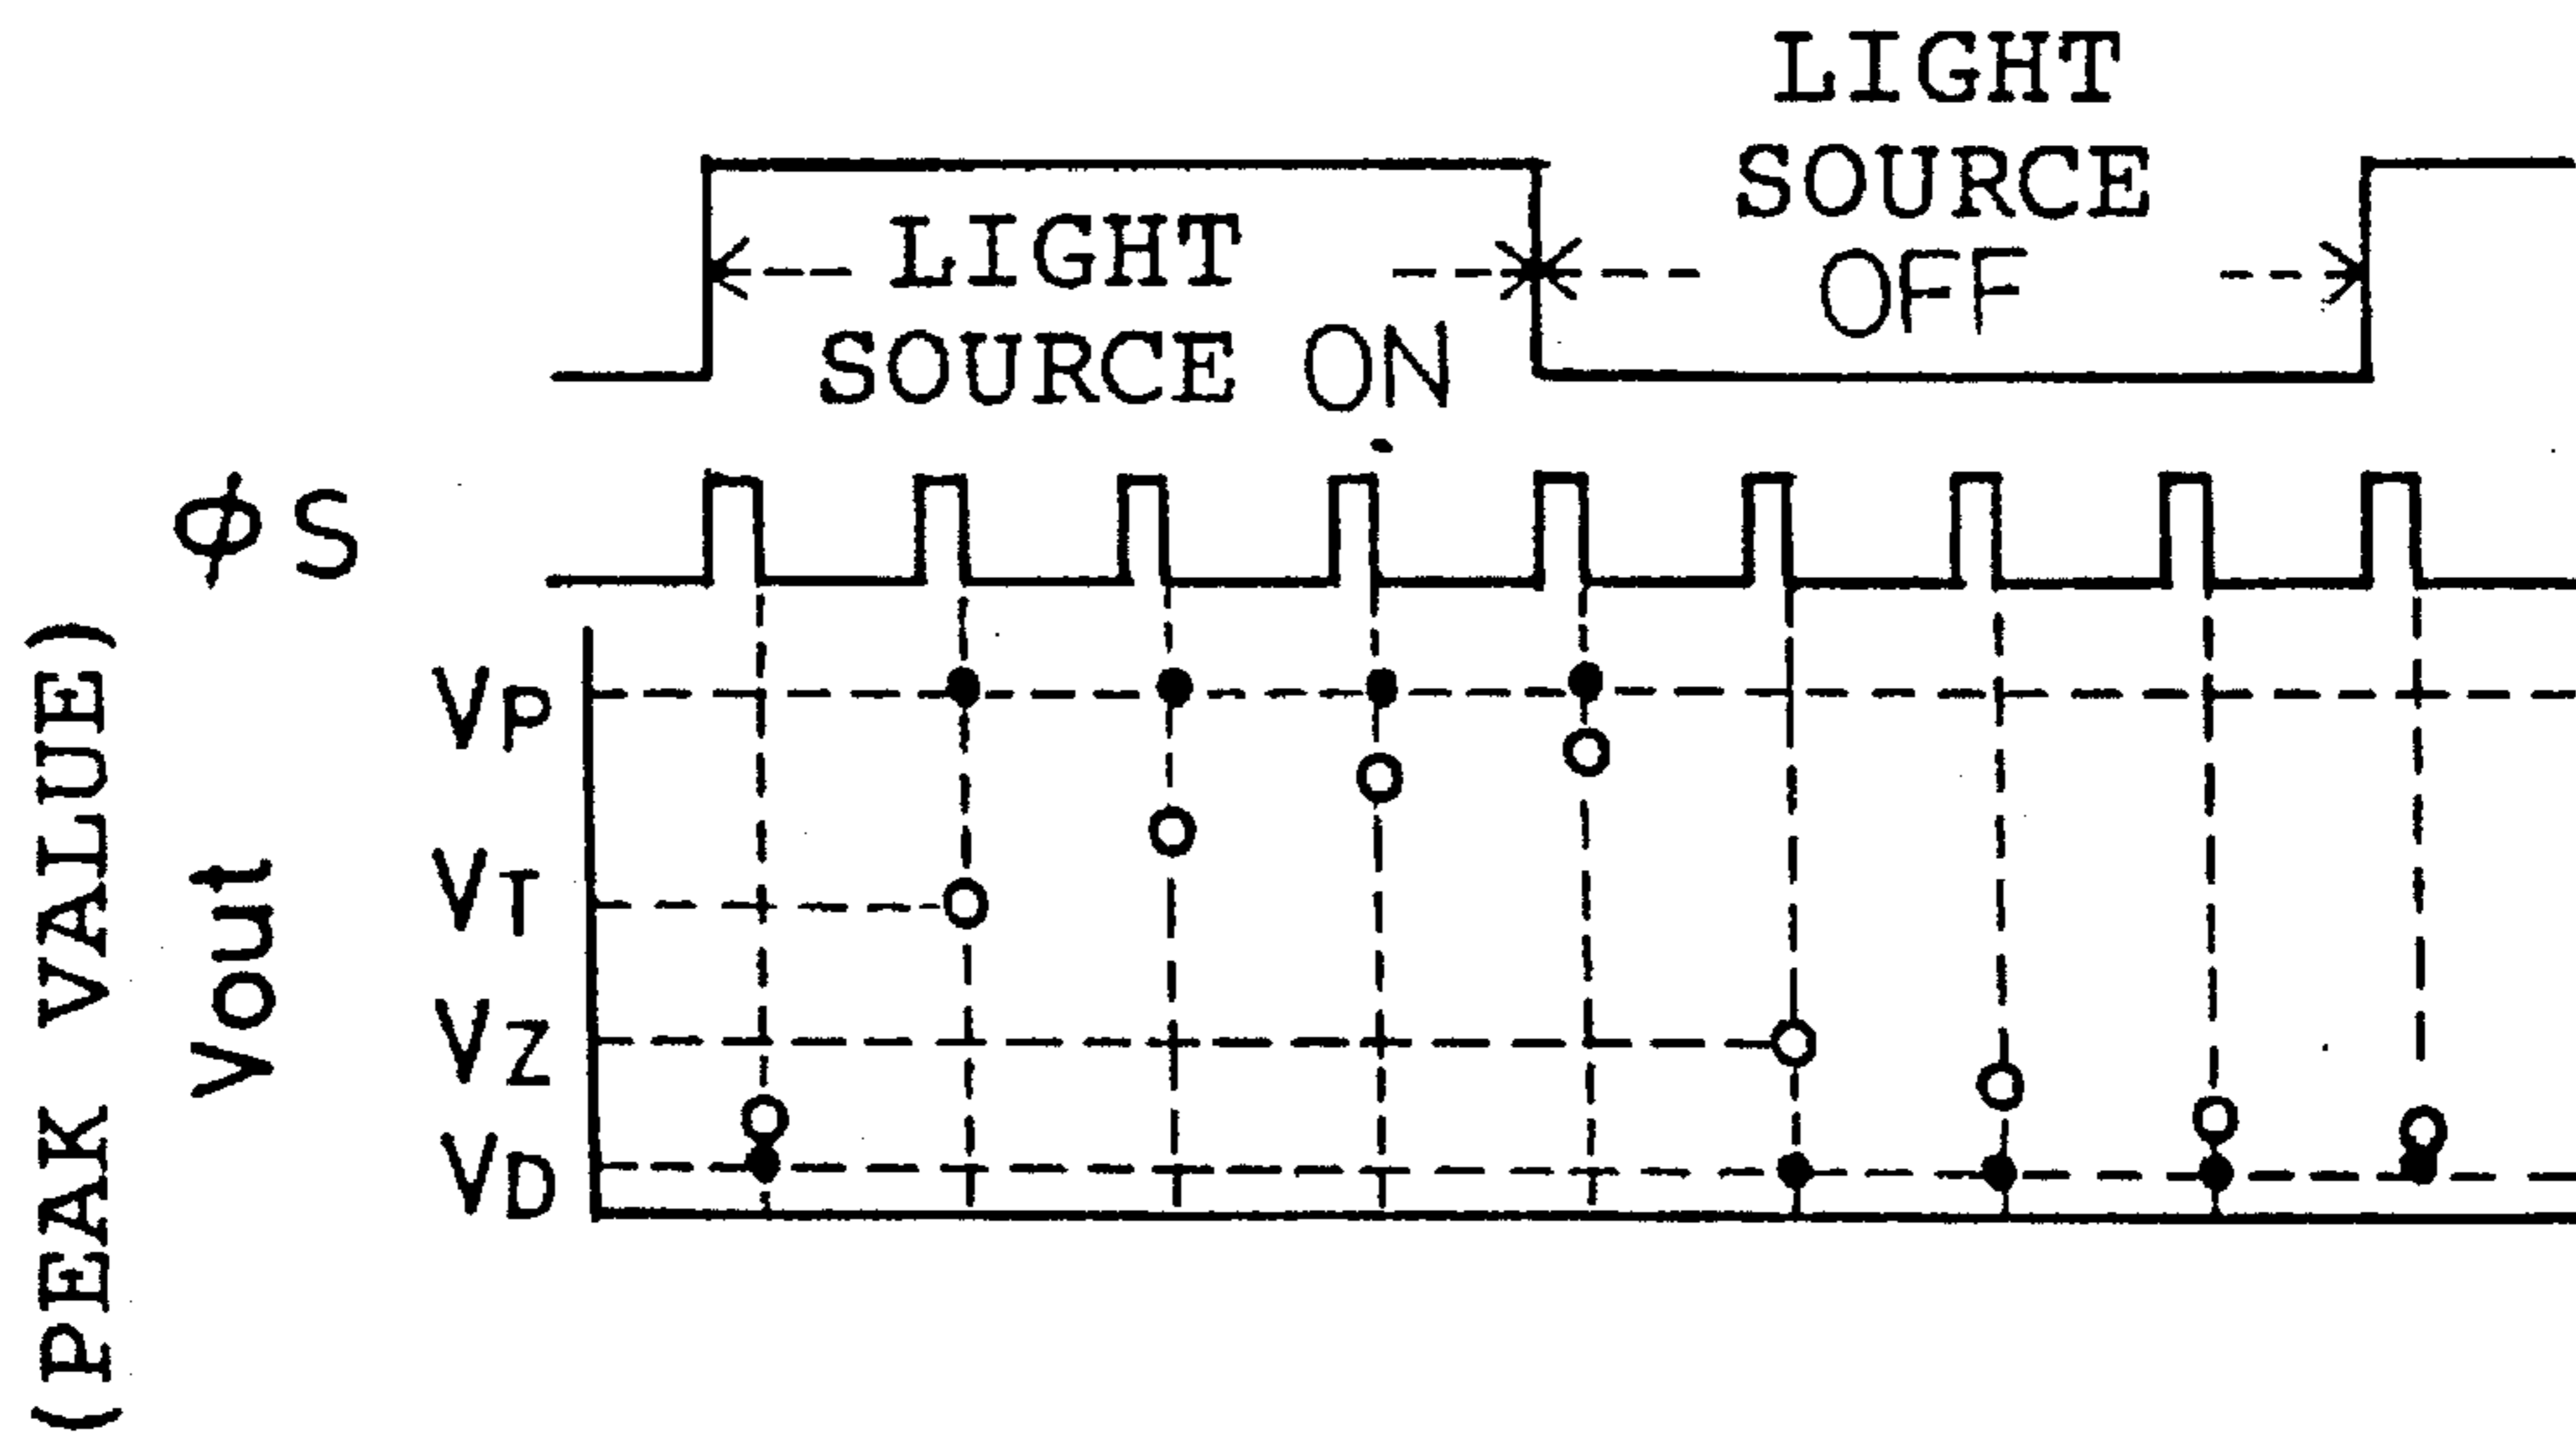 LIGHT
SOURCE
OFF
LIGHT
SOURCE ON
φS
(PEAK VALUE)
Vout
VP
VT
VZ
VD